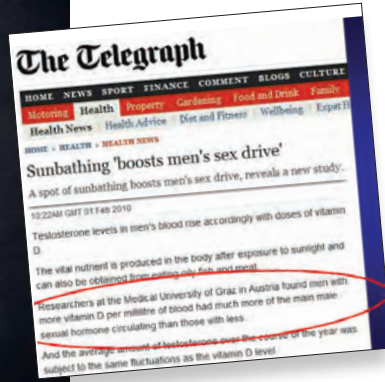 The Telegraph
HOME NEWS SPORT FINANCE COMMENT BLOGS CULTURE
Motoring Health Property Gardening Food and Drink Family
Health News Health Advice Diet and Fitness Wellbeing Expat H
HOME HEALTH HEALTH NEWS
Sunbathing 'boosts men's sex drive'
A spot of sunbathing boosts men's sex drive, reveals a new study.
10:22AM GMT 01 Feb 2010
Testosterone levels in men's blood rise accordingly with doses of vitamin
D.
The vital nutrient is produced in the body after exposure to sunlight and
can also be obtained from eating oily fish and meat.
Researchers at the Medical University of Graz in Austria found men with
more vitamin D per millilitre of blood had much more of the main male
sexual hormone circulating than those with less.
And the average amount of testosterone over the course of the year was
subject to the same fluctuations as the vitamin D level.